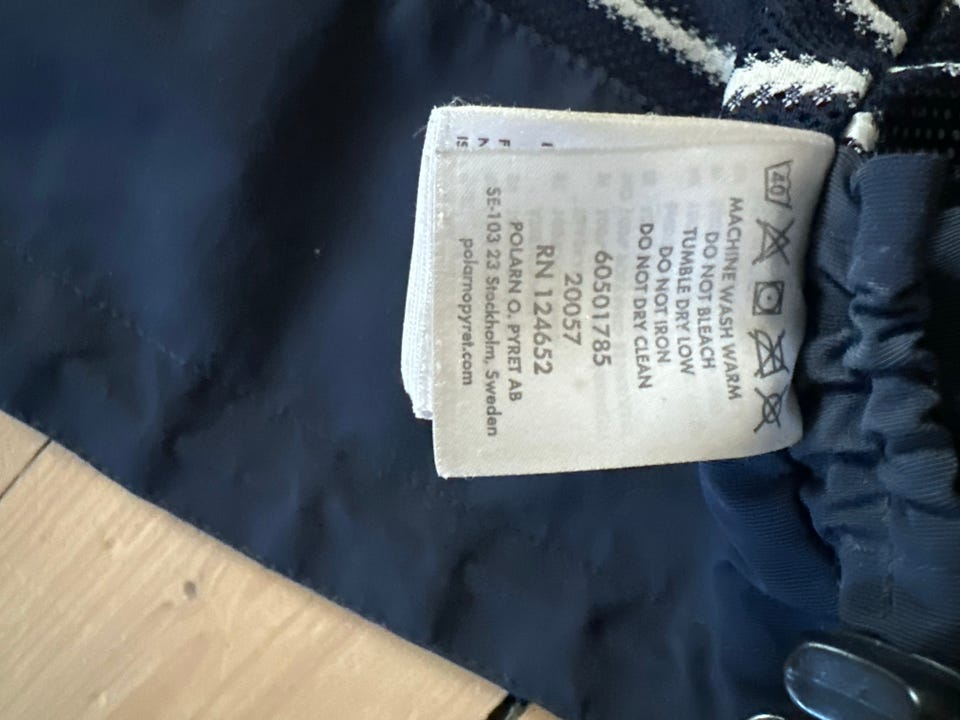 40
MACHINE WASH WARM
DO NOT BLEACH
TUMBLE DRY LOW
DO NOT IRON
DO NOT DRY CLEAN
60501785
20057
RN 124652
POLARN O. PYRET AB
SE-103 23 Stockholm, Sweden
polarnopyret.com